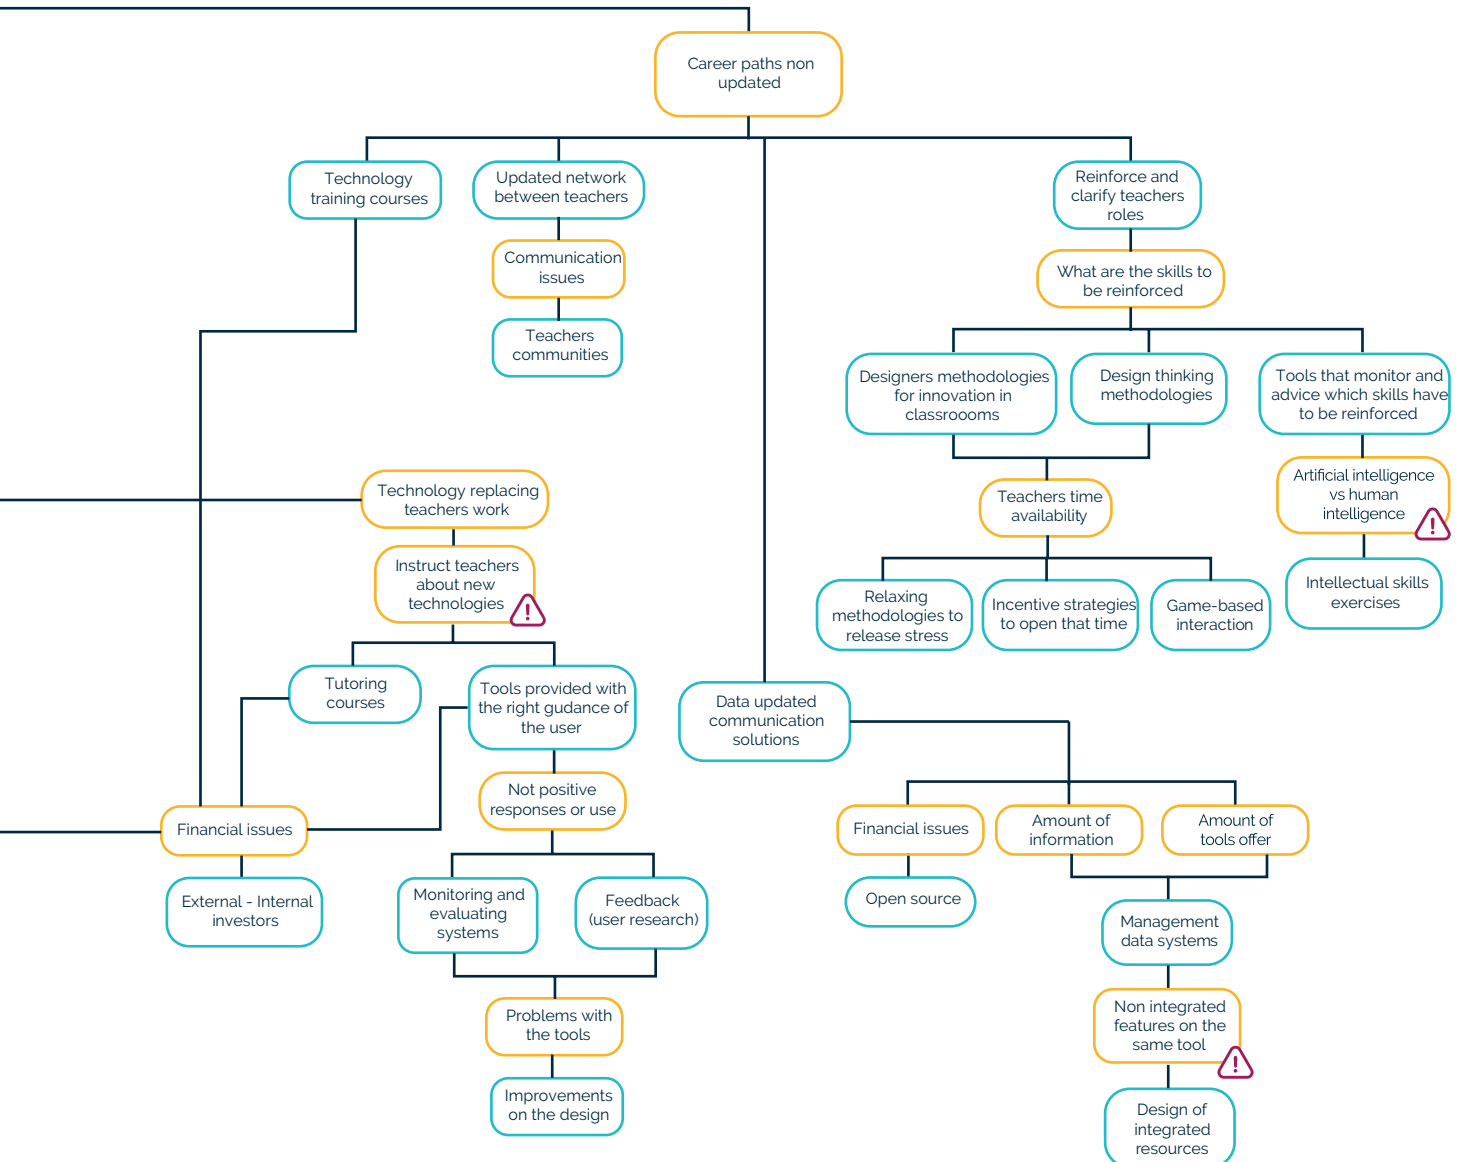 Career paths non
updated
Technology
training courses
Updated network
between teachers
Reinforce and
clarify teachers
roles
Communication
issues
What are the skills to
be reinforced
Teachers
communities
Designers methodologies
for innovation in
classroooms
Design thinking
methodologies
Tools that monitor and
advice which skills have
to be reinforced
Technology replacing
teachers work
Teachers time
availability
Artificial intelligence
vs human
intelligence
Instruct teachers
about new
technologies
Relaxing
methodologies to
release stress
Incentive strategies
to open that time
Game-based
interaction
Intellectual skills
exercises
Tutoring
courses
Tools provided with
the right gudance of
the user
Data updated
communication
solutions
Not positive
responses or use
Financial issues
Financial issues
Amount of
information
Amount of
tools offer
External - Internal
investors
Monitoring and
evaluating
systems
Feedback
(user research)
Open source
Management
data systems
Problems with
the tools
Non integrated
features on the
same tool
Improvements
on the design
Design of
integrated
resources